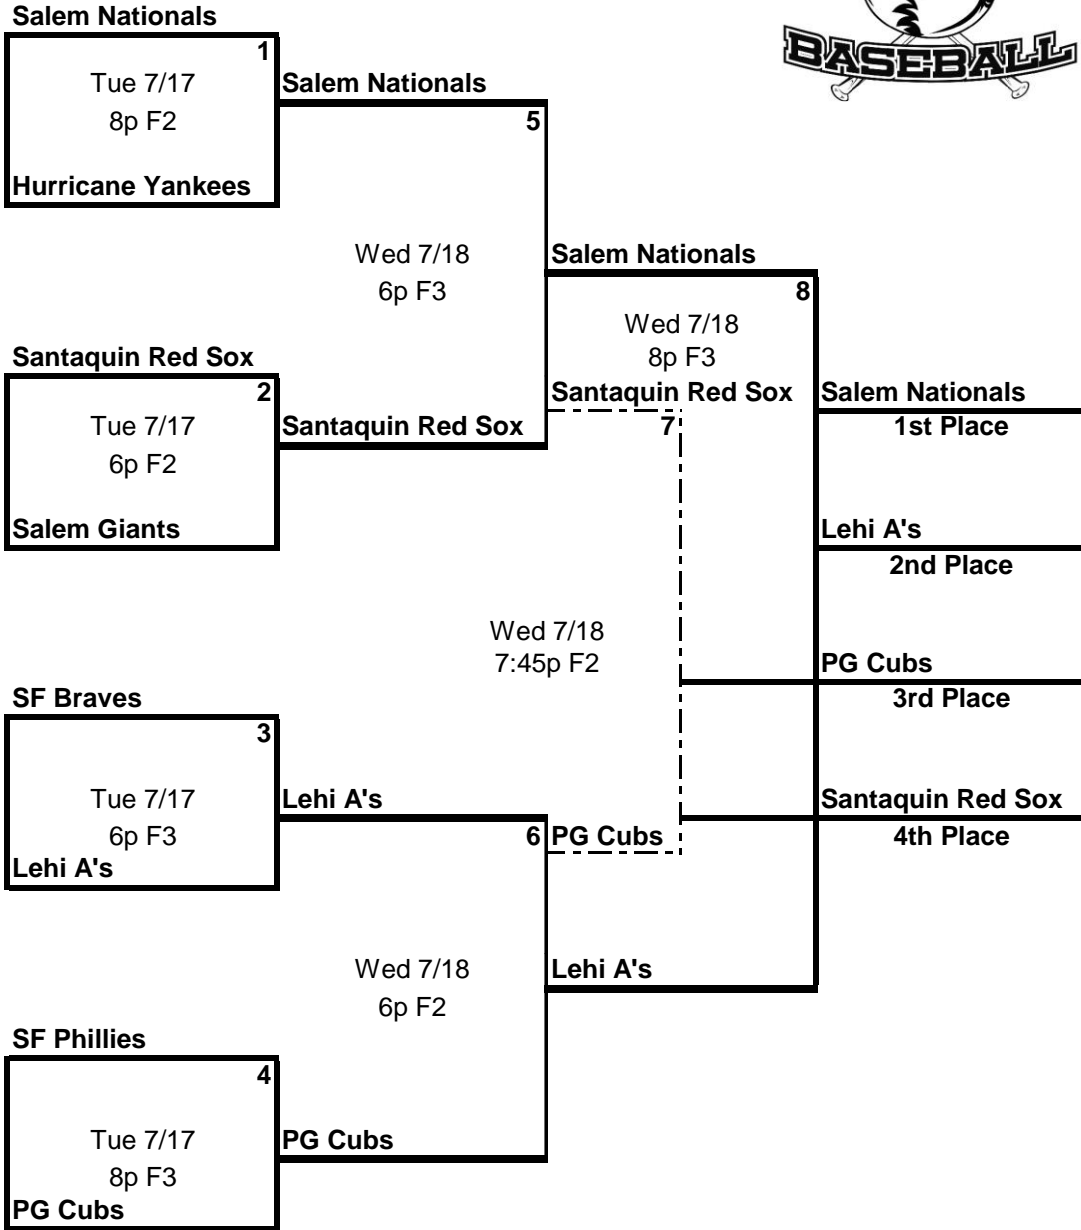 Salem Nationals
BASEBALL
1
Tue 7/17
8p F2
Salem Nationals
5
Hurricane Yankees
Wed 7/18
6p F3
Salem Nationals
8
Wed 7/18
8p F3
Santaquin Red Sox
2
Tue 7/17
6p F2
Santaquin Red Sox
Santaquin Red Sox
7
Salem Nationals
1st Place
Salem Giants
Lehi A's
2nd Place
Wed 7/18
7:45p F2
PG Cubs
3rd Place
SF Braves
3
Tue 7/17
6p F3
Lehi A's
Lehi A's
6
PG Cubs
Santaquin Red Sox
4th Place
Wed 7/18
6p F2
Lehi A's
SF Phillies
4
Tue 7/17
8p F3
PG Cubs
PG Cubs